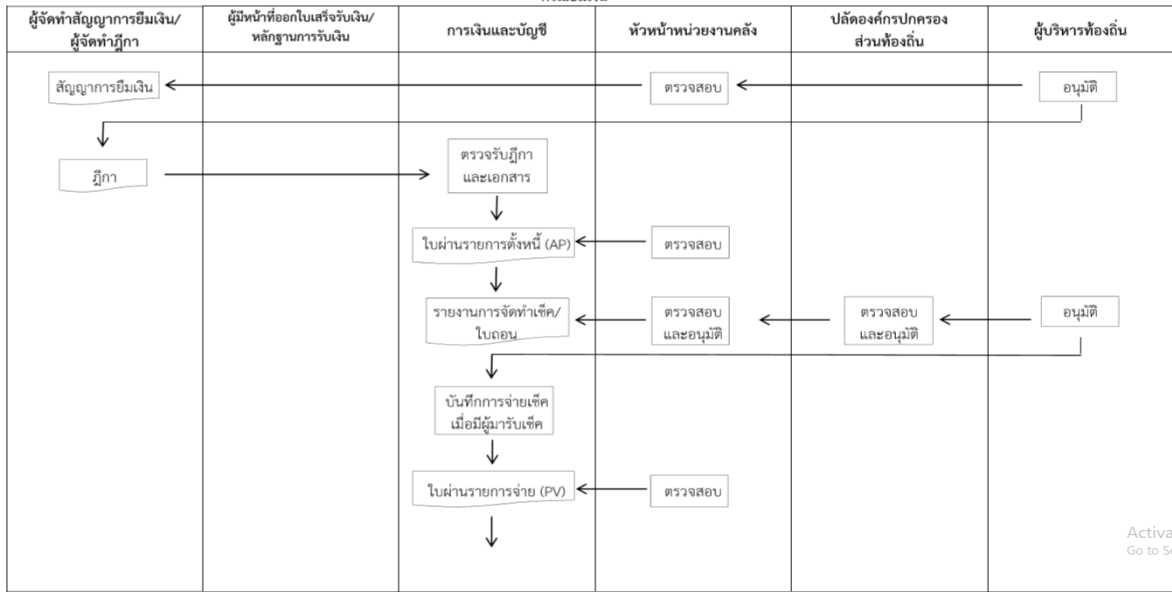 ผู้จัดทำสัญญาการยืมเงิน/
ผู้จัดทำฎีกา
ผู้มีหน้าที่ออกใบเสร็จรับเงิน/
หลักฐานการรับเงิน
การเงินและบัญชี
หัวหน้าหน่วยงานคลัง
ปลัดองค์กรปกครอง
ส่วนท้องถิ่น
ผู้บริหารท้องถิ่น
สัญญาการยืมเงิน
ตรวจสอบ
อนุมัติ
ฎีกา
ตรวจรับฎีกา
และเอกสาร
ใบผ่านรายการตั้งหนี้ (AP)
ตรวจสอบ
รายงานการจัดทำเช็ค/
ใบถอน
ตรวจสอบ
และอนุมัติ
ตรวจสอบ
และอนุมัติ
อนุมัติ
บันทึกการจ่ายเช็ค
เมื่อมีผู้มารับเช็ค
ใบผ่านรายการจ่าย (PV)
ตรวจสอบ
Activa
Go to Se